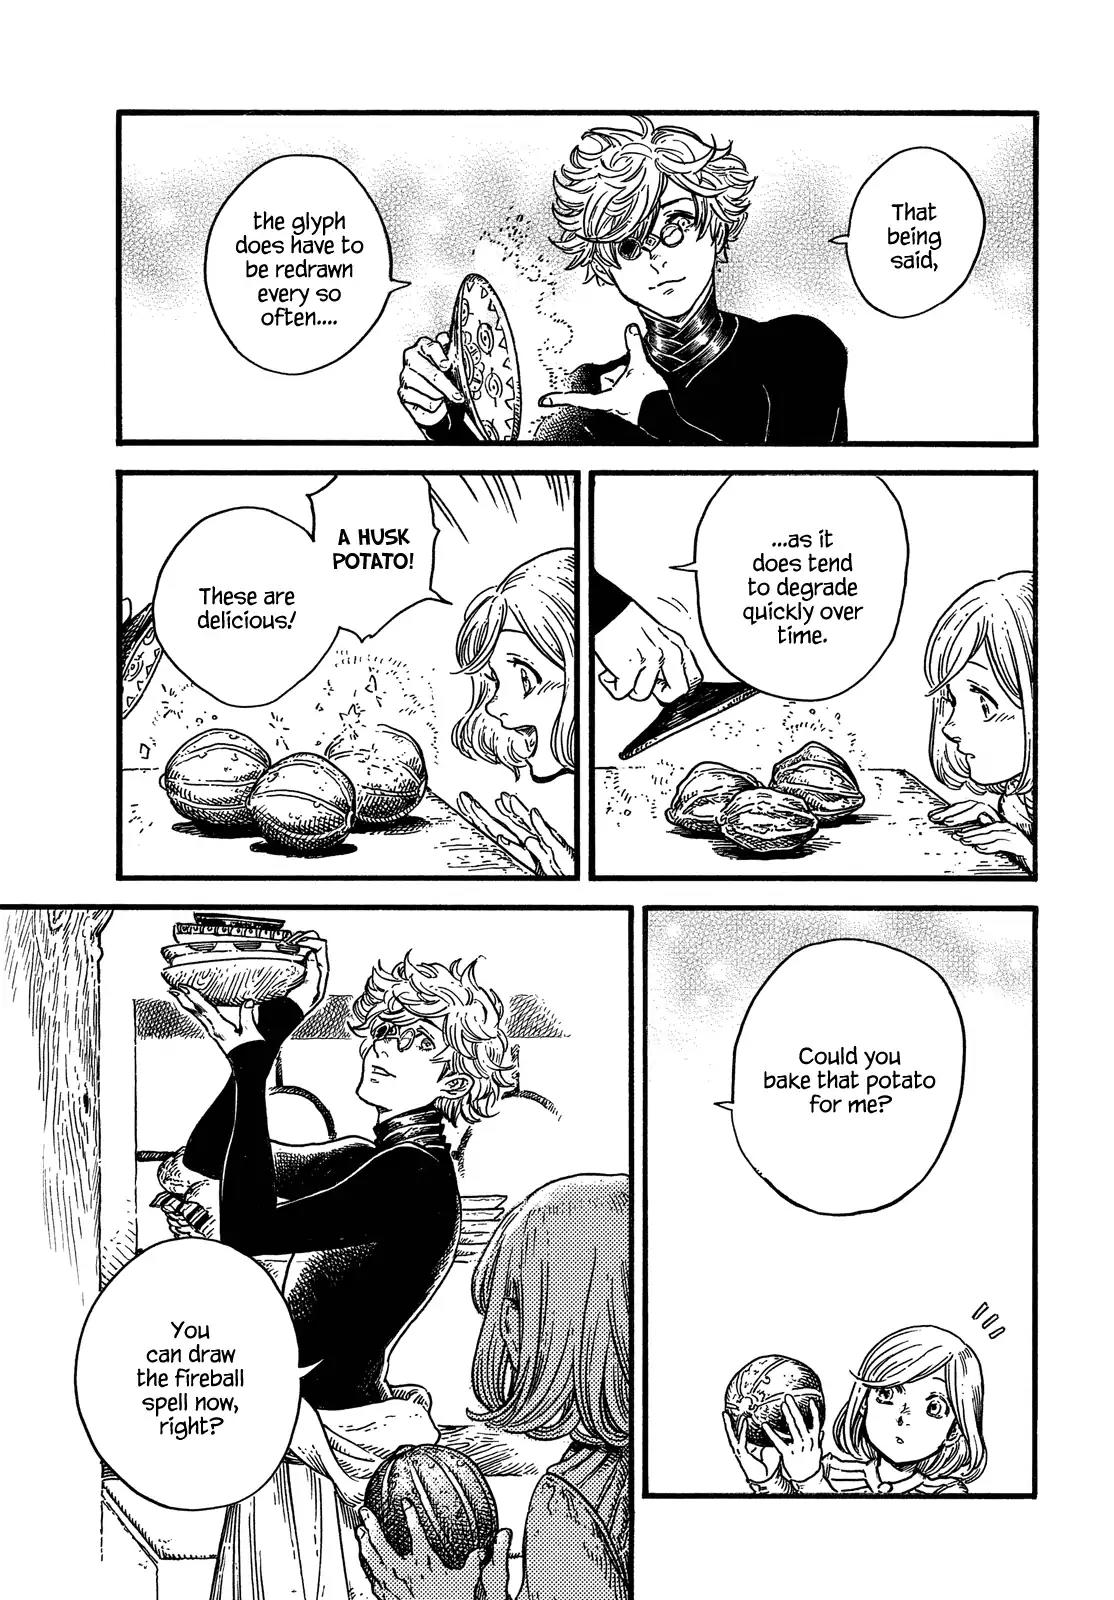 That
being
said,
the glyph
does have to
be redrawn
every so
often....
...as it
does tend
to degrade
quickly over
time.
A HUSK
POTATO!
These are
delicious!
Could you
bake that potato
for me?
You
can draw
the fireball
spell now,
right?